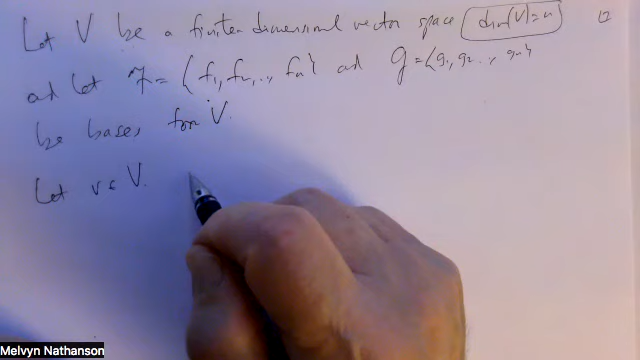 Let V be a finite dimensional vector space (dim(V)=n) 12
and let F = {f1, f2, .., fn} and G = {g1, g2 .., gn}
be bases for V.
Let v ∈ V.
Melvyn Nathanson